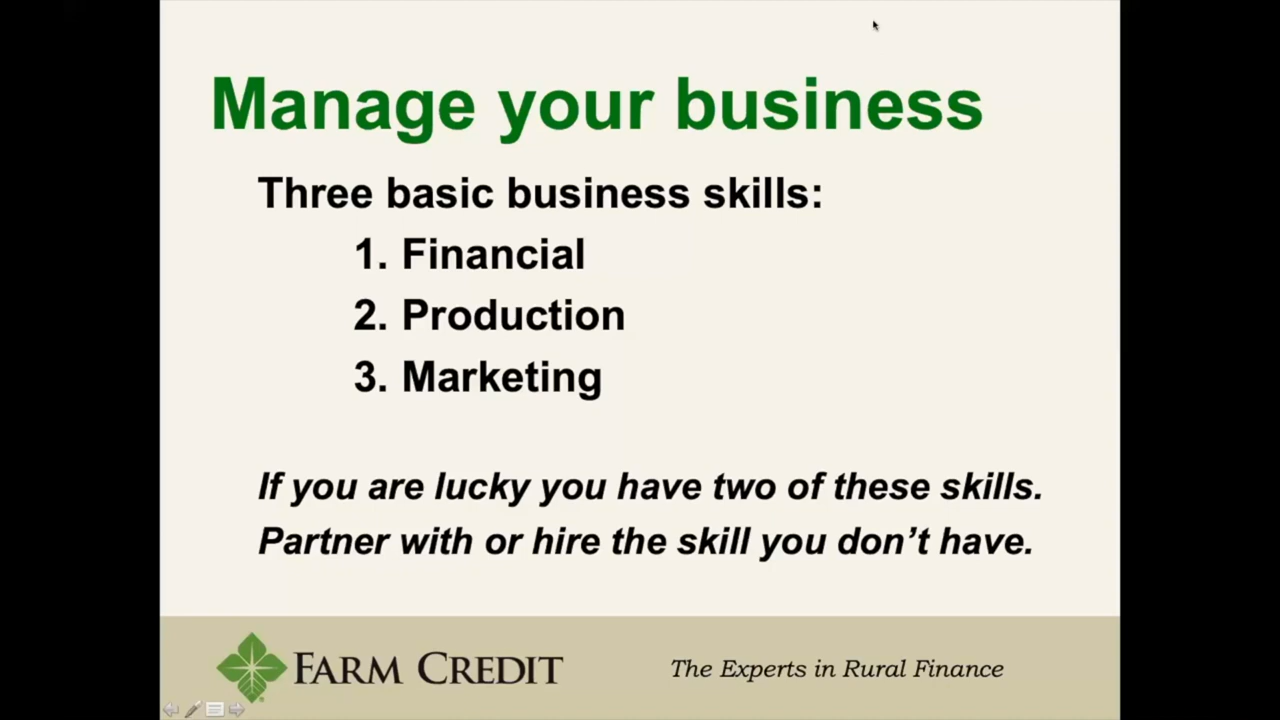 Manage your business
Three basic business skills:
1. Financial
2. Production
3. Marketing
If you are lucky you have two of these skills.
Partner with or hire the skill you don’t have.
FARM CREDIT
The Experts in Rural Finance